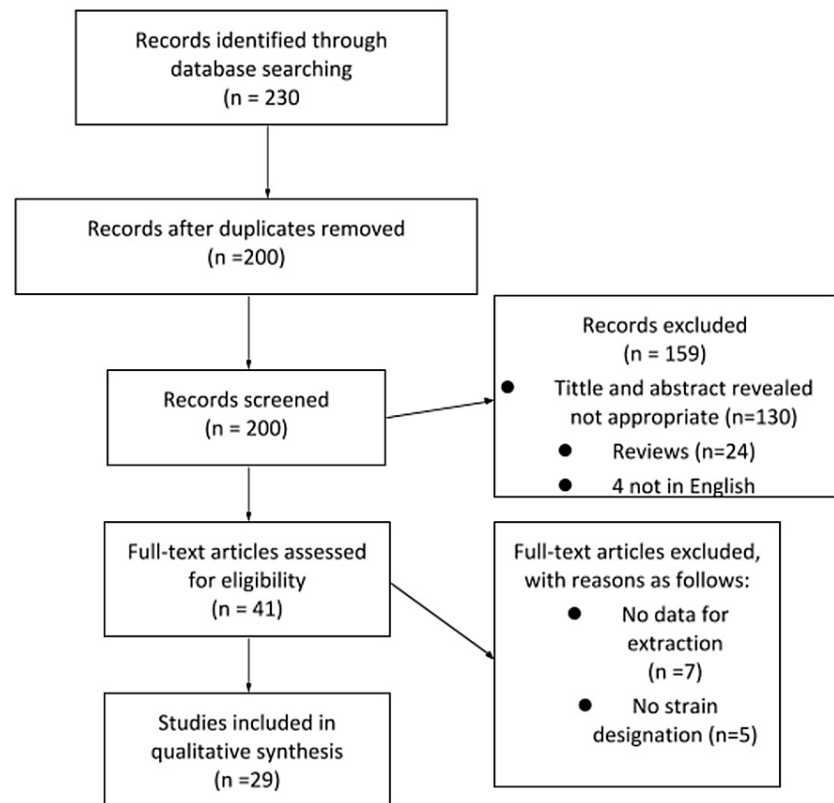 Records identified through
database searching
(n = 230
Records after duplicates removed
(n =200)
Records screened
(n = 200)
Records excluded
(n = 159)
● Tittle and abstract revealed
not appropriate (n=130)
● Reviews (n=24)
● 4 not in English
Full-text articles assessed
for eligibility
(n = 41)
Full-text articles excluded,
with reasons as follows:
● No data for
extraction
(n =7)
● No strain
designation (n=5)
Studies included in
qualitative synthesis
(n =29)